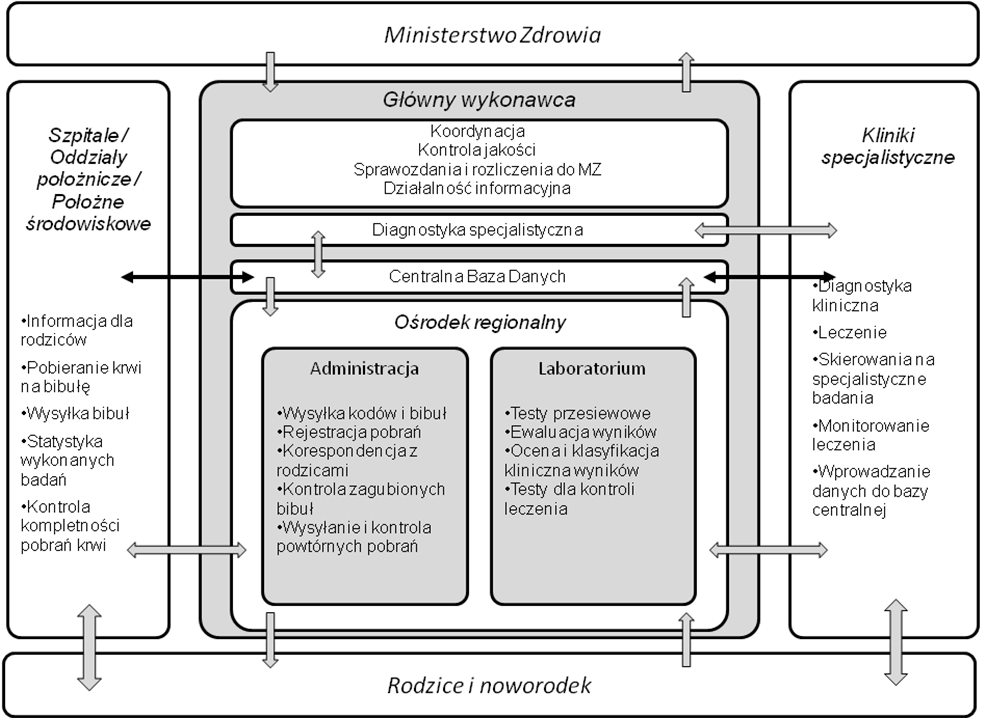 Ministerstwo Zdrowia
Szpitale /
Oddziały
położnicze /
Położne
środowiskowe
•Informacja dla
rodziców
•Pobieranie krwi
na bibułę
•Wysyłka bibuł
•Statystyka
wykonanych
badań
•Kontrola
kompletności
pobrań krwi
Główny wykonawca
Koordynacja
Kontrola jakości
Sprawozdania i rozliczenia do MZ
Działalność informacyjna
Diagnostyka specjalistyczna
Centralna Baza Danych
Ośrodek regionalny
Administracja
•Wysyłka kodów i bibuł
•Rejestracja pobrań
•Korespondencja z
rodzicami
•Kontrola zagubionych
bibuł
•Wysyłanie i kontrola
powtórnych pobrań
Laboratorium
•Testy przesiewowe
•Ewaluacja wyników
•Ocena i klasyfikacja
kliniczna wyników
•Testy dla kontroli
leczenia
Kliniki
specjalistyczne
•Diagnostyka
kliniczna
•Leczenie
•Skierowania na
specjalistyczne
badania
•Monitorowanie
leczenia
•Wprowadzanie
danych do bazy
centralnej
Rodzice i noworodek